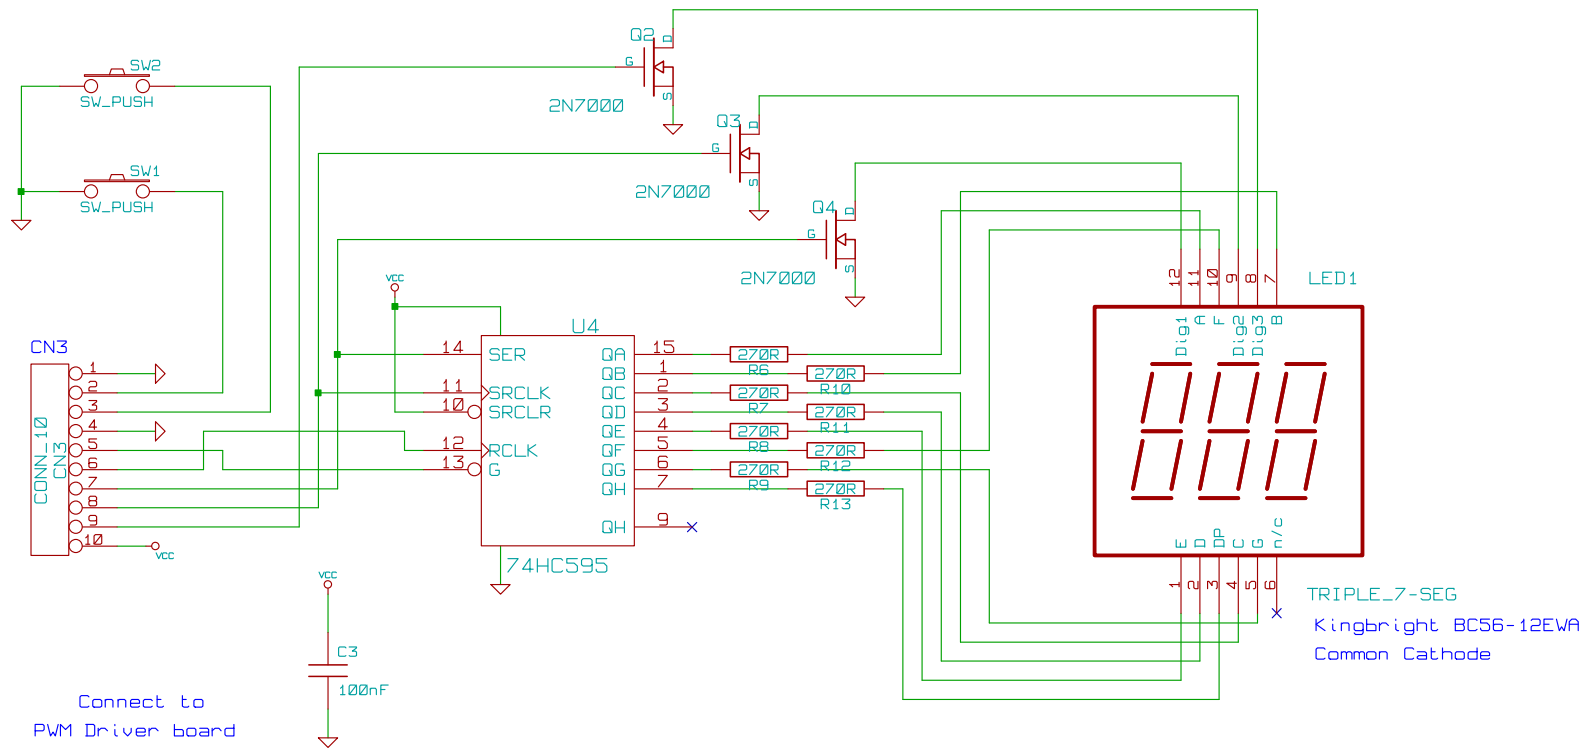 Q2
D
G
S
2N7000
SW2
SW_PUSH
Q3
D
G
S
2N7000
SW1
SW_PUSH
Q4
D
G
S
2N7000
VCC
12
11
10
9
8
7
LED1
Dig1
A
F
Dig2
Dig3
B
U4
CN3
CONN_10
CN3
1
2
3
4
5
6
7
8
9
10
VCC
14 SER
11 SRCLK
10 SRCLR
12 RCLK
13 G
QA 15
QB 1
QC 2
QD 3
QE 4
QF 5
QG 6
QH 7
QH 9
74HC595
270R
R6
270R
R10
270R
R7
270R
R11
270R
R8
270R
R12
270R
R9
270R
R13
E
D
DP
C
G
n/c
1
2
3
4
5
6
TRIPLE_7-SEG
Kingbright BC56-12EWA
Common Cathode
VCC
C3
100nF
Connect to
PWM Driver board